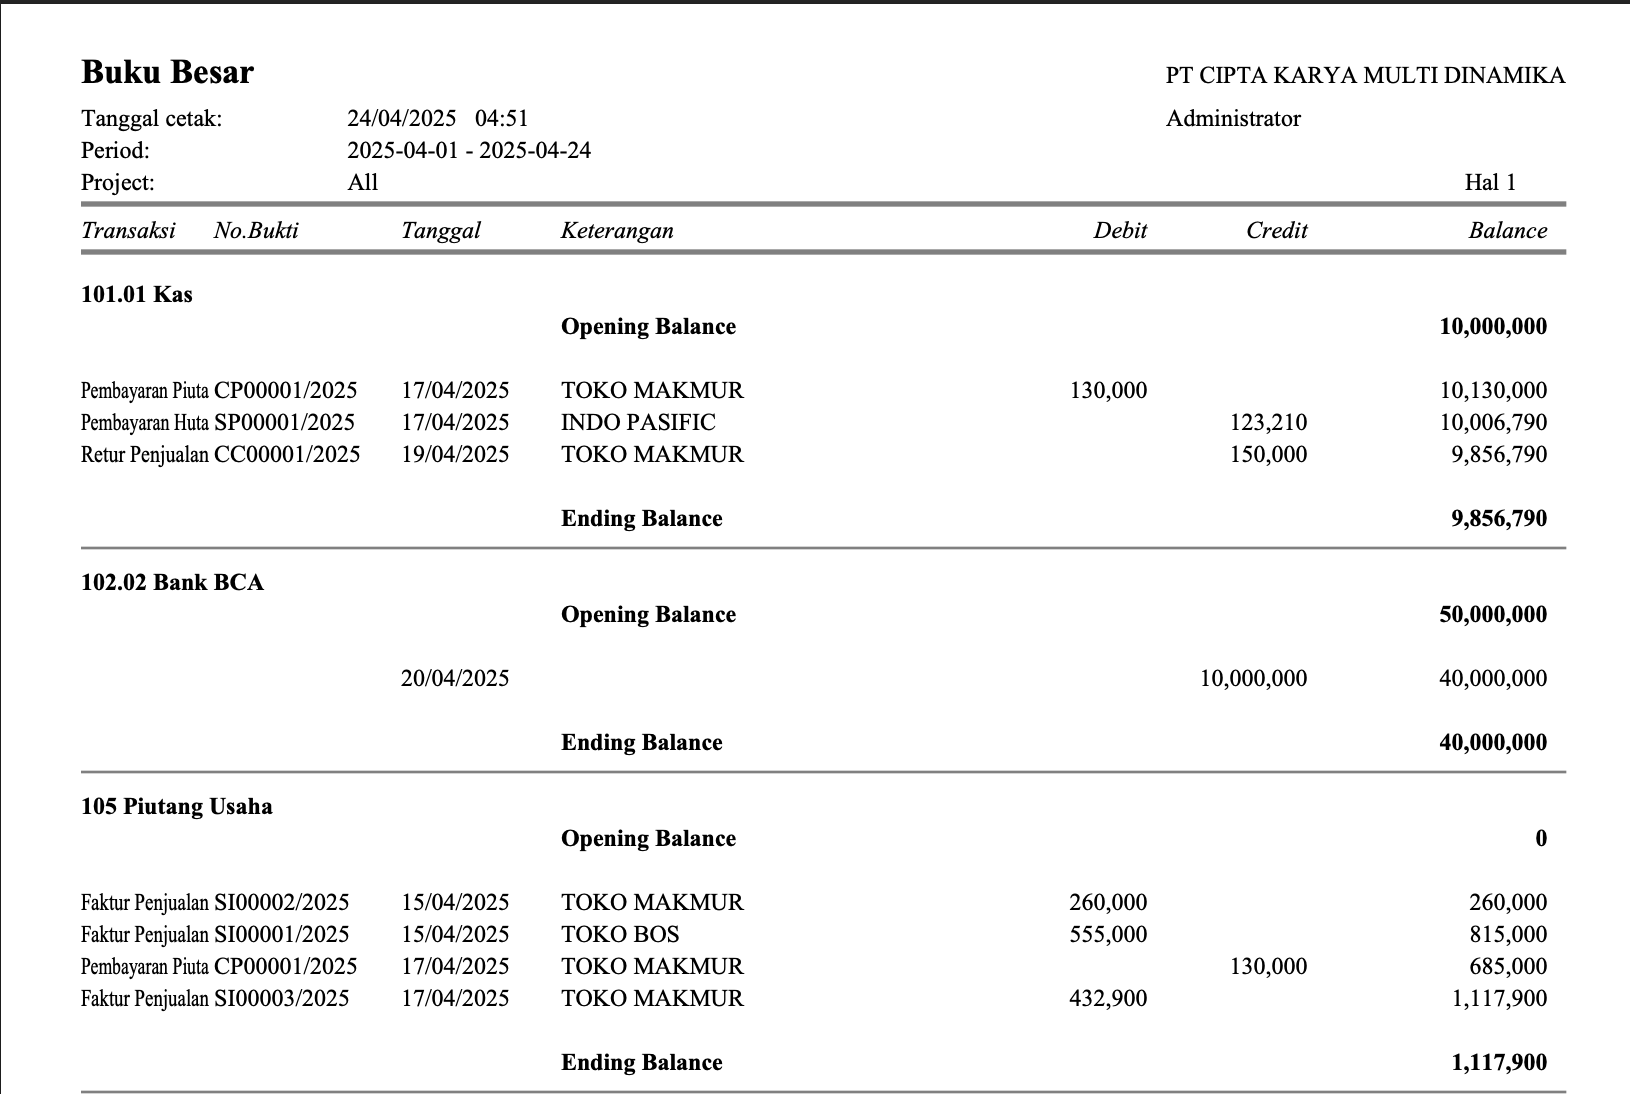 Buku Besar PT CIPTA KARYA MULTI DINAMIKA
Tanggal cetak: 24/04/2025 04:51 Administrator
Period: 2025-04-01 - 2025-04-24
Project: All Hal 1
Transaksi No.Bukti Tanggal Keterangan Debit Credit Balance
101.01 Kas
Opening Balance 10,000,000
Pembayaran Piuta CP00001/2025 17/04/2025 TOKO MAKMUR 130,000 10,130,000
Pembayaran Huta SP00001/2025 17/04/2025 INDO PASIFIC 123,210 10,006,790
Retur Penjualan CC00001/2025 19/04/2025 TOKO MAKMUR 150,000 9,856,790
Ending Balance 9,856,790
102.02 Bank BCA
Opening Balance 50,000,000
20/04/2025 10,000,000 40,000,000
Ending Balance 40,000,000
105 Piutang Usaha
Opening Balance 0
Faktur Penjualan SI00002/2025 15/04/2025 TOKO MAKMUR 260,000 260,000
Faktur Penjualan SI00001/2025 15/04/2025 TOKO BOS 555,000 815,000
Pembayaran Piuta CP00001/2025 17/04/2025 TOKO MAKMUR 130,000 685,000
Faktur Penjualan SI00003/2025 17/04/2025 TOKO MAKMUR 432,900 1,117,900
Ending Balance 1,117,900